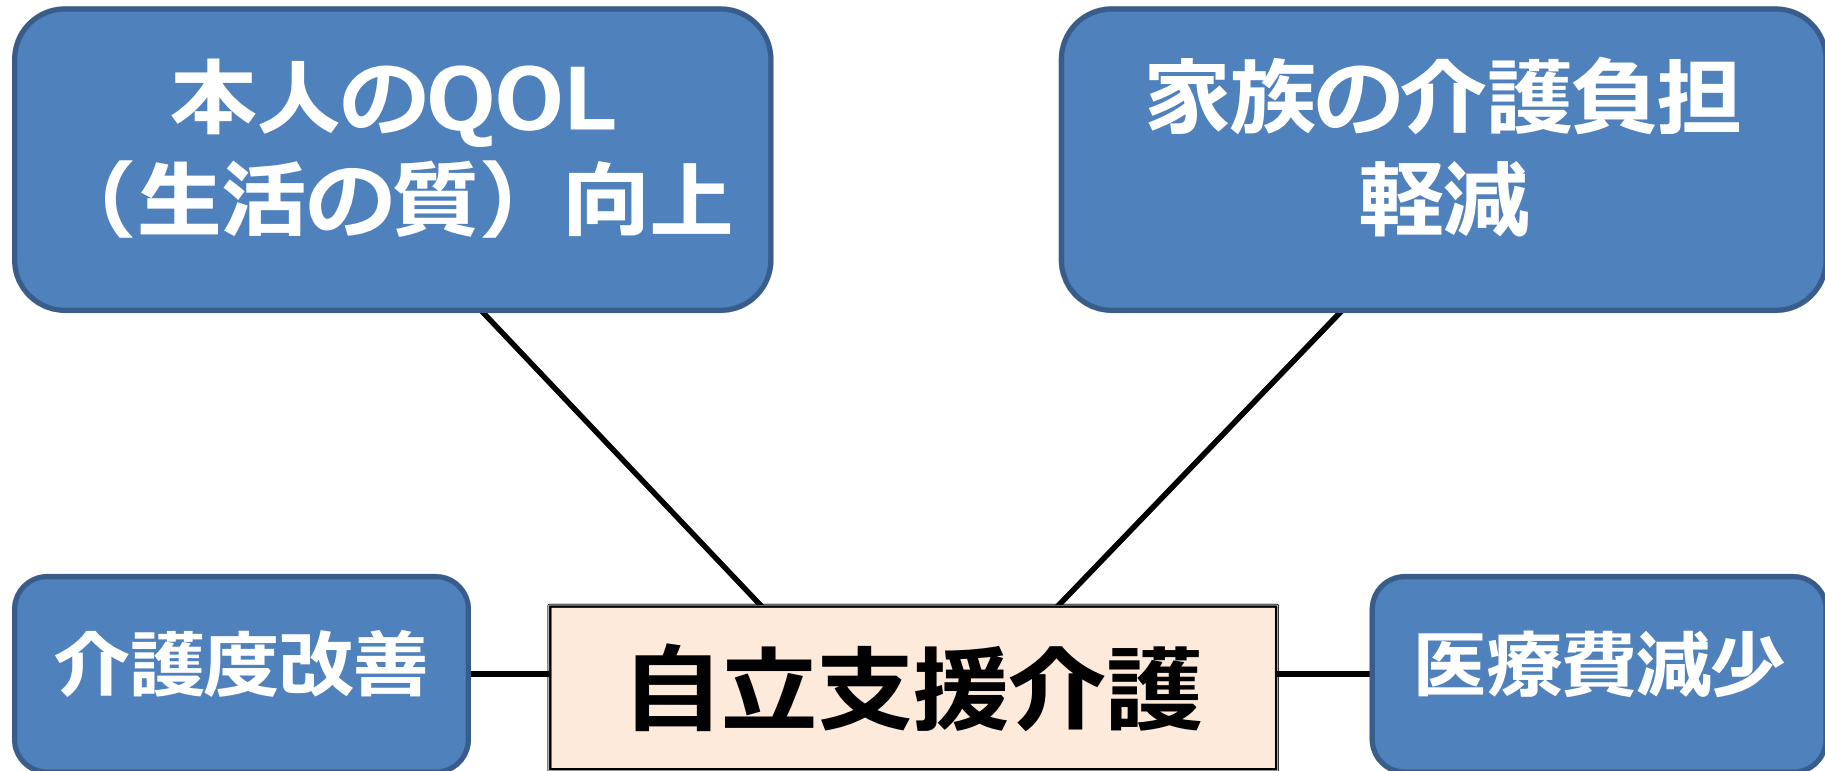 本人のQOL
（生活の質）向上
家族の介護負担
軽減
介護度改善
自立支援介護
医療費減少